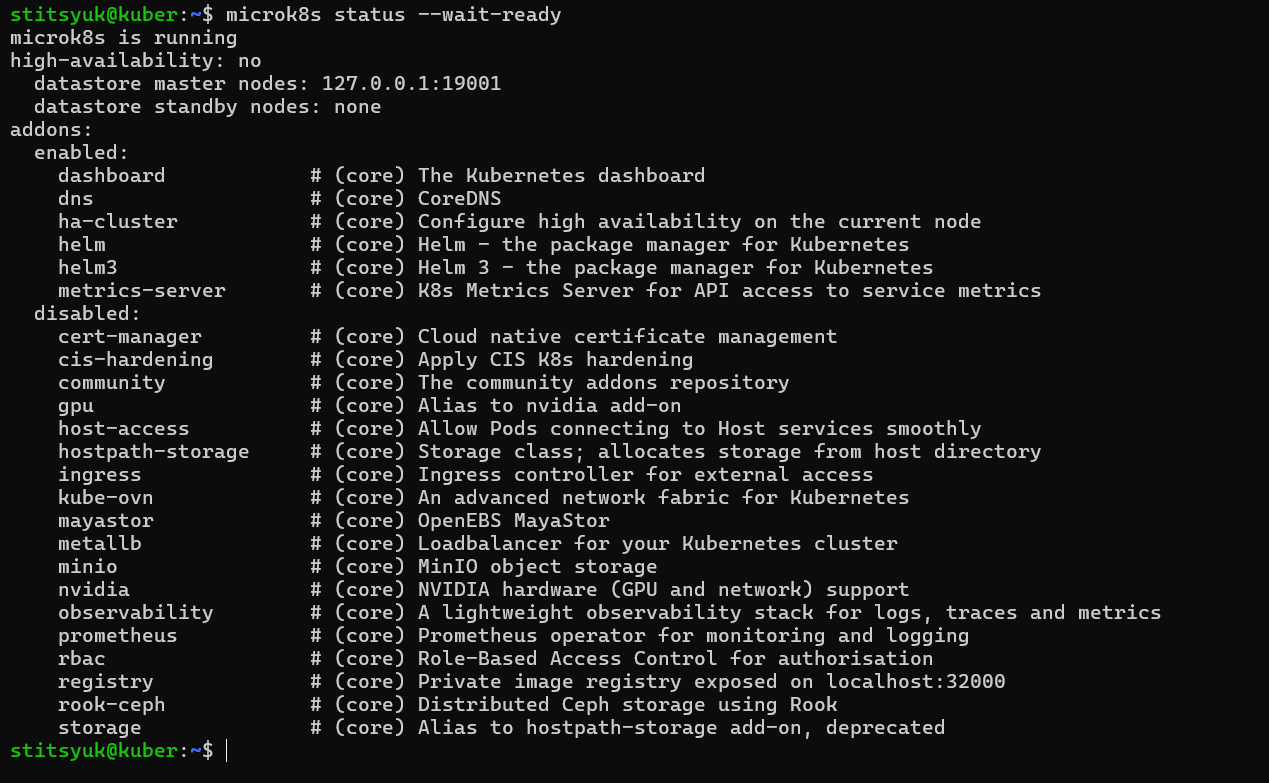 stitsyuk@kuber:~$ microk8s status --wait-ready
microk8s is running
high-availability: no
  datastore master nodes: 127.0.0.1:19001
  datastore standby nodes: none
addons:
  enabled:
    dashboard            # (core) The Kubernetes dashboard
    dns                  # (core) CoreDNS
    ha-cluster           # (core) Configure high availability on the current node
    helm                 # (core) Helm - the package manager for Kubernetes
    helm3                # (core) Helm 3 - the package manager for Kubernetes
    metrics-server       # (core) K8s Metrics Server for API access to service metrics
  disabled:
    cert-manager         # (core) Cloud native certificate management
    cis-hardening        # (core) Apply CIS K8s hardening
    community            # (core) The community addons repository
    gpu                  # (core) Alias to nvidia add-on
    host-access          # (core) Allow Pods connecting to Host services smoothly
    hostpath-storage     # (core) Storage class; allocates storage from host directory
    ingress              # (core) Ingress controller for external access
    kube-ovn             # (core) An advanced network fabric for Kubernetes
    mayastor             # (core) OpenEBS MayaStor
    metallb              # (core) Loadbalancer for your Kubernetes cluster
    minio                # (core) MinIO object storage
    nvidia               # (core) NVIDIA hardware (GPU and network) support
    observability        # (core) A lightweight observability stack for logs, traces and metrics
    prometheus           # (core) Prometheus operator for monitoring and logging
    rbac                 # (core) Role-Based Access Control for authorisation
    registry             # (core) Private image registry exposed on localhost:32000
    rook-ceph            # (core) Distributed Ceph storage using Rook
    storage              # (core) Alias to hostpath-storage add-on, deprecated
stitsyuk@kuber:~$